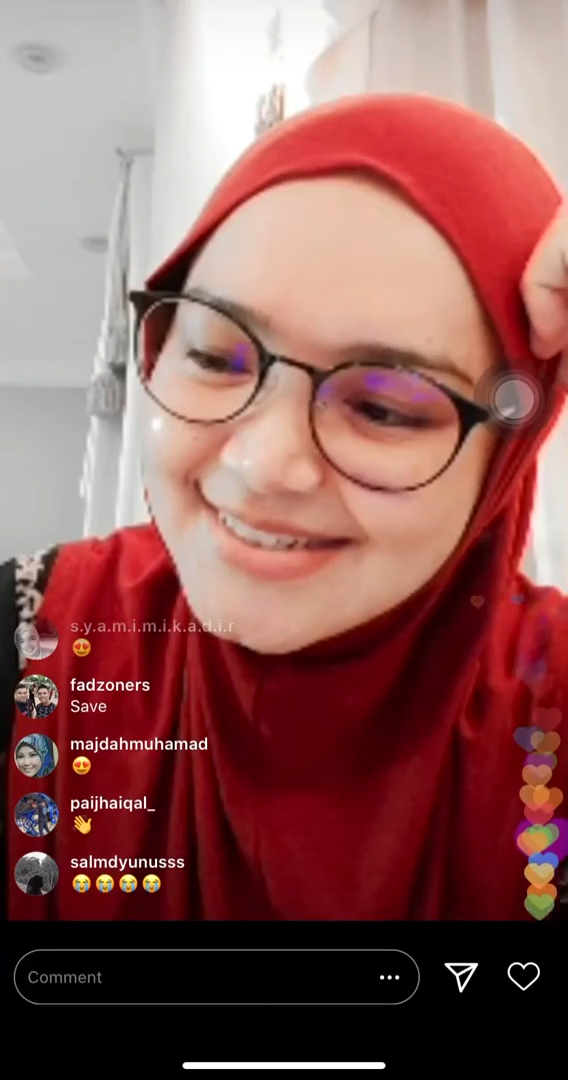 s.y.a.m.i.m.i.k.a.d.i.r
😍
fadzoners
Save
majdahmuhamad
😍
paijhaiqal_
👋
salmdyunusss
😭😭😭😭
Comment